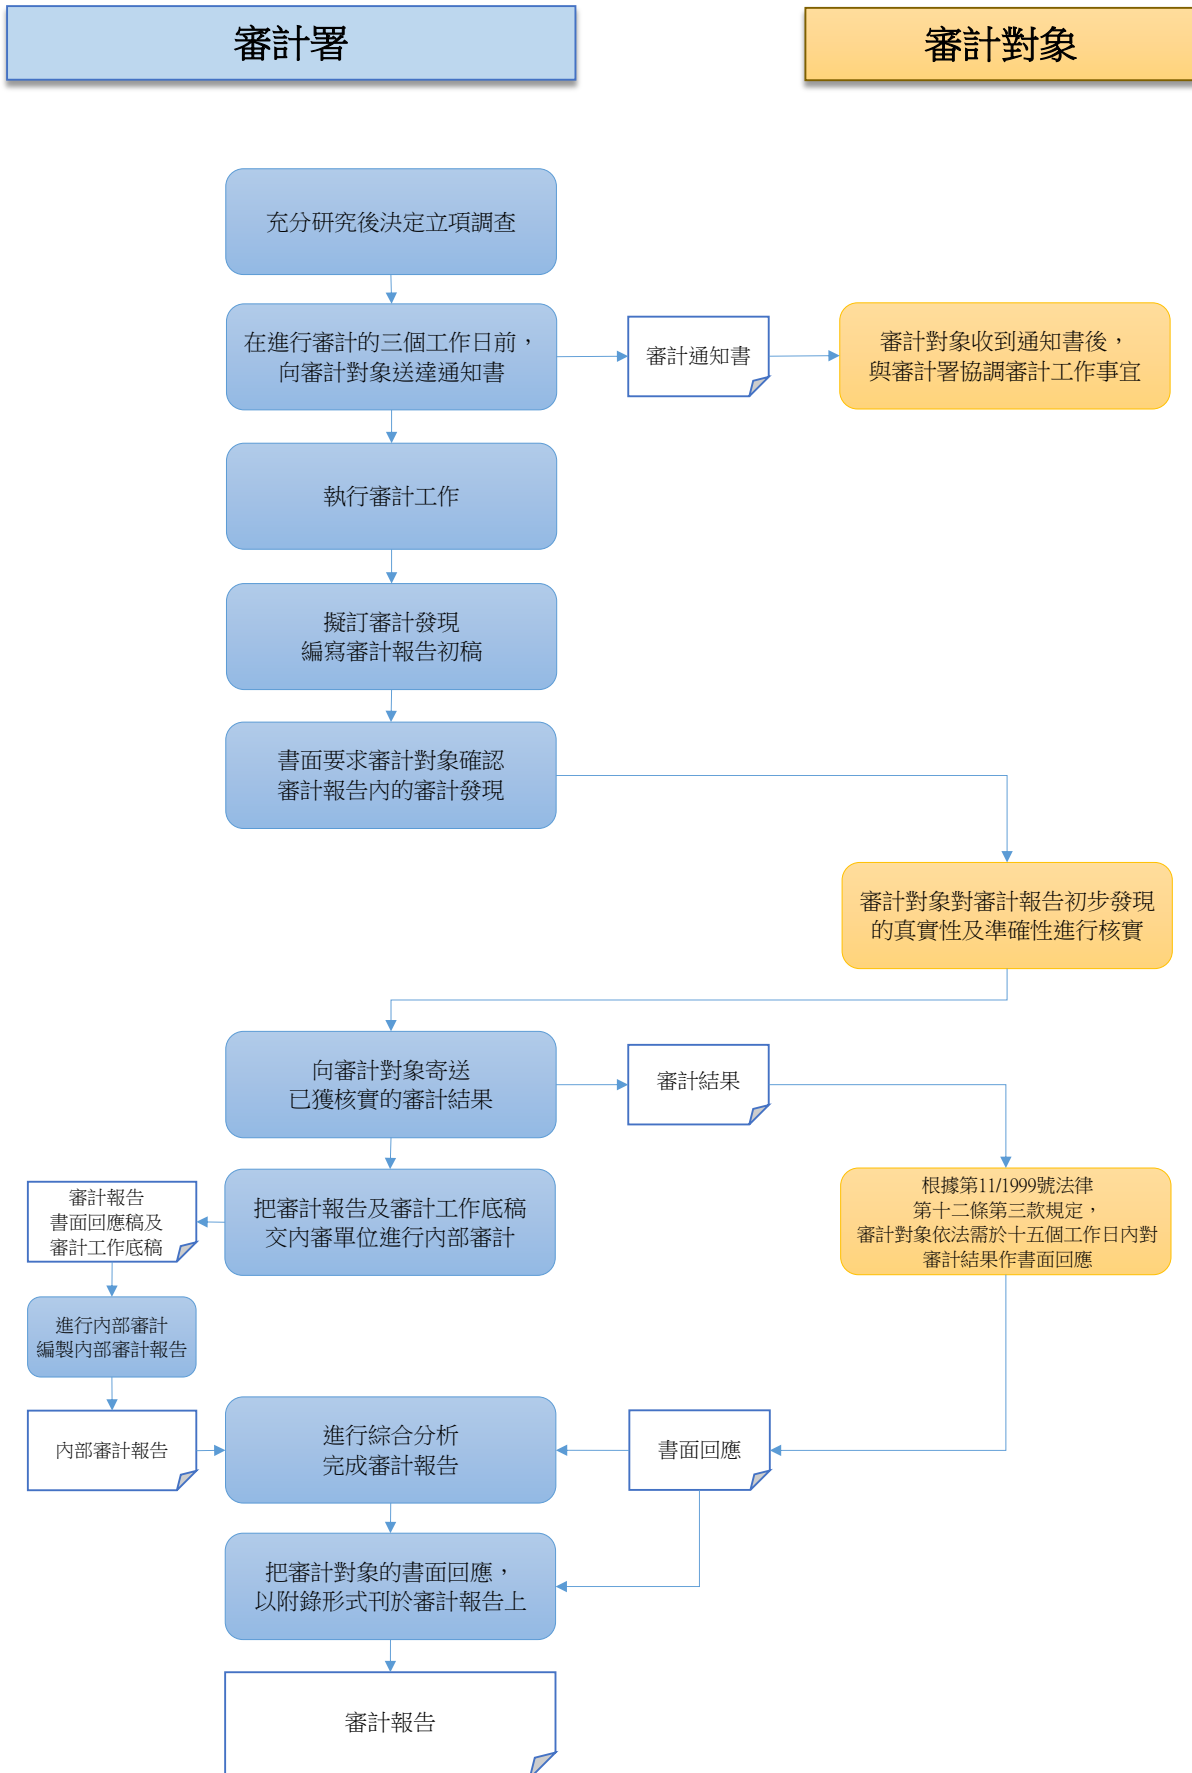 審計署
審計對象
充分研究後決定立項調查
在進行審計的三個工作日前，
向審計對象送達通知書
審計通知書
審計對象收到通知書後，
與審計署協調審計工作事宜
執行審計工作
擬訂審計發現
編寫審計報告初稿
書面要求審計對象確認
審計報告內的審計發現
審計對象對審計報告初步發現
的真實性及準確性進行核實
向審計對象寄送
已獲核實的審計結果
審計結果
把審計報告及審計工作底稿
交內審單位進行內部審計
審計報告
書面回應稿及
審計工作底稿
根據第11/1999號法律
第十二條第三款規定，
審計對象依法需於十五個工作日內對
審計結果作書面回應
進行內部審計
編製內部審計報告
內部審計報告
進行綜合分析
完成審計報告
書面回應
把審計對象的書面回應，
以附錄形式刊於審計報告上
審計報告